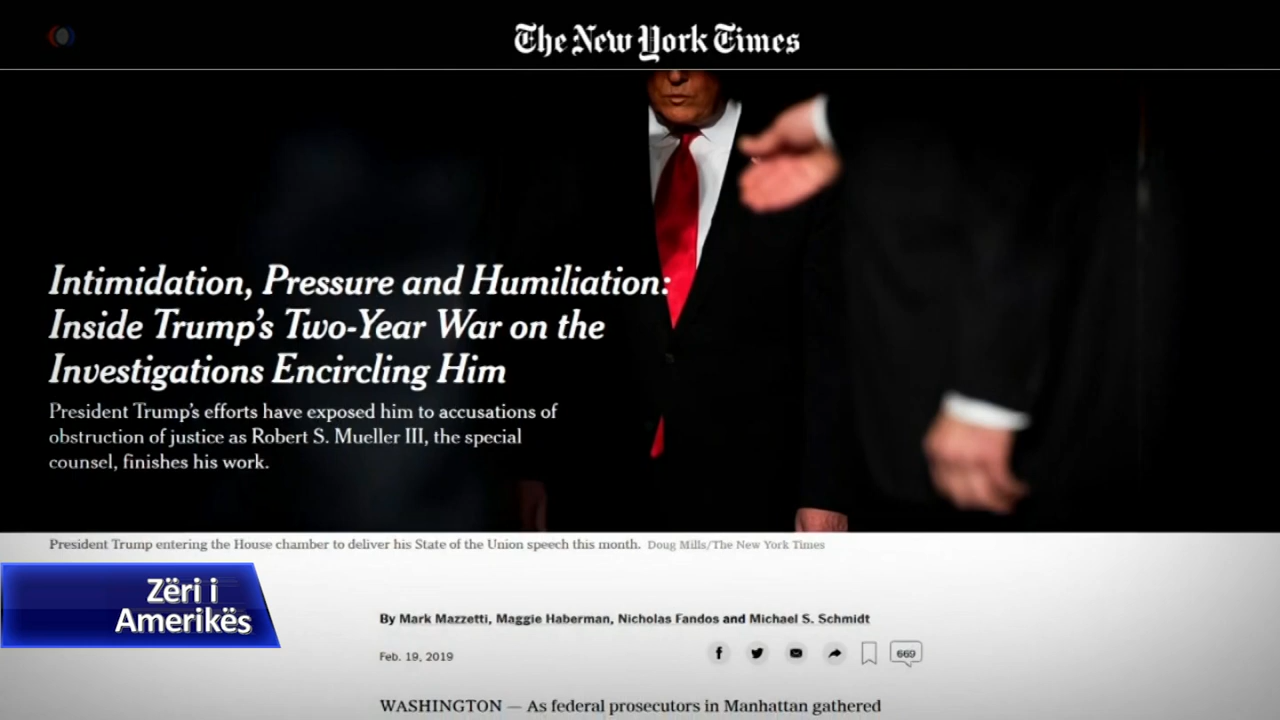 The New York Times
Intimidation, Pressure and Humiliation:
Inside Trump's Two-Year War on the
Investigations Encircling Him
President Trump's efforts have exposed him to accusations of
obstruction of justice as Robert S. Mueller III, the special
counsel, finishes his work.
President Trump entering the House chamber to deliver his State of the Union speech this month. Doug Mills/The New York Times
Zëri i
Amerikës
By Mark Mazzetti, Maggie Haberman, Nicholas Fandos and Michael S. Schmidt
Feb. 19, 2019
669
WASHINGTON — As federal prosecutors in Manhattan gathered